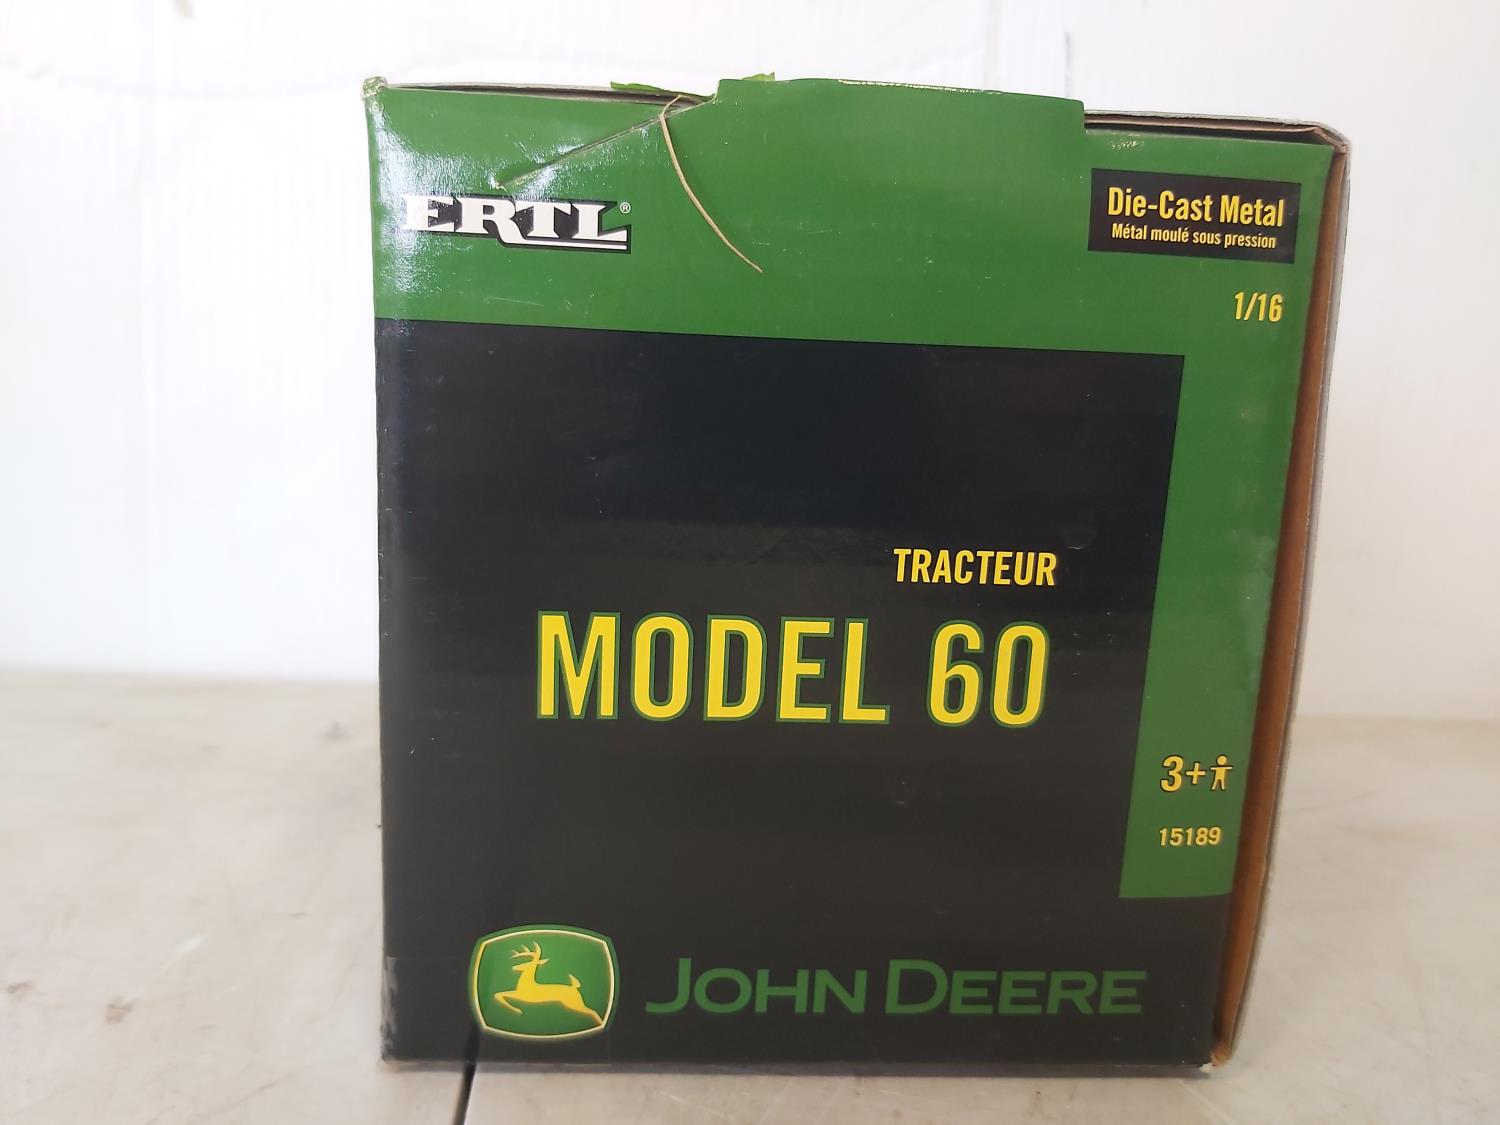 ERTL®
Die-Cast Metal
Métal moulé sous pression
1/16
TRACTEUR
MODEL 60
3+
15189
JOHN DEERE